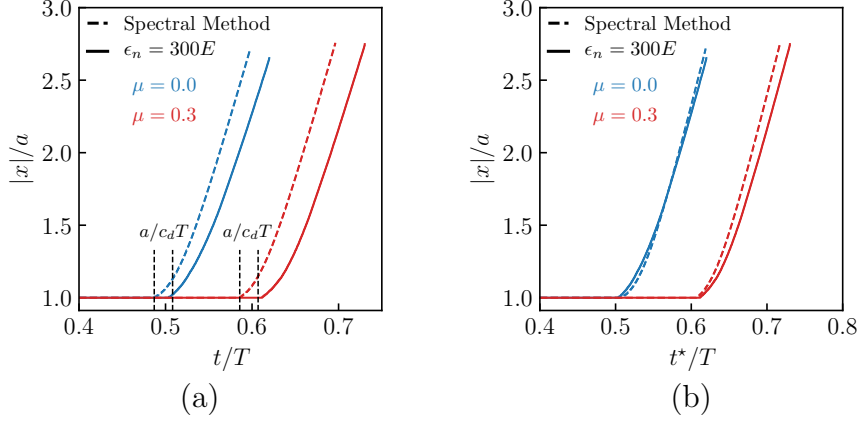 3.0
2.5
2.0
1.5
1.0
|x|/a
Spectral Method
ϵₙ = 300E
μ = 0.0
μ = 0.3
a/c_dT a/c_dT
0.4 0.5 0.6 0.7
t/T
(a)
3.0
2.5
2.0
1.5
1.0
|x|/a
Spectral Method
ϵₙ = 300E
μ = 0.0
μ = 0.3
0.4 0.5 0.6 0.7 0.8
t⋆/T
(b)